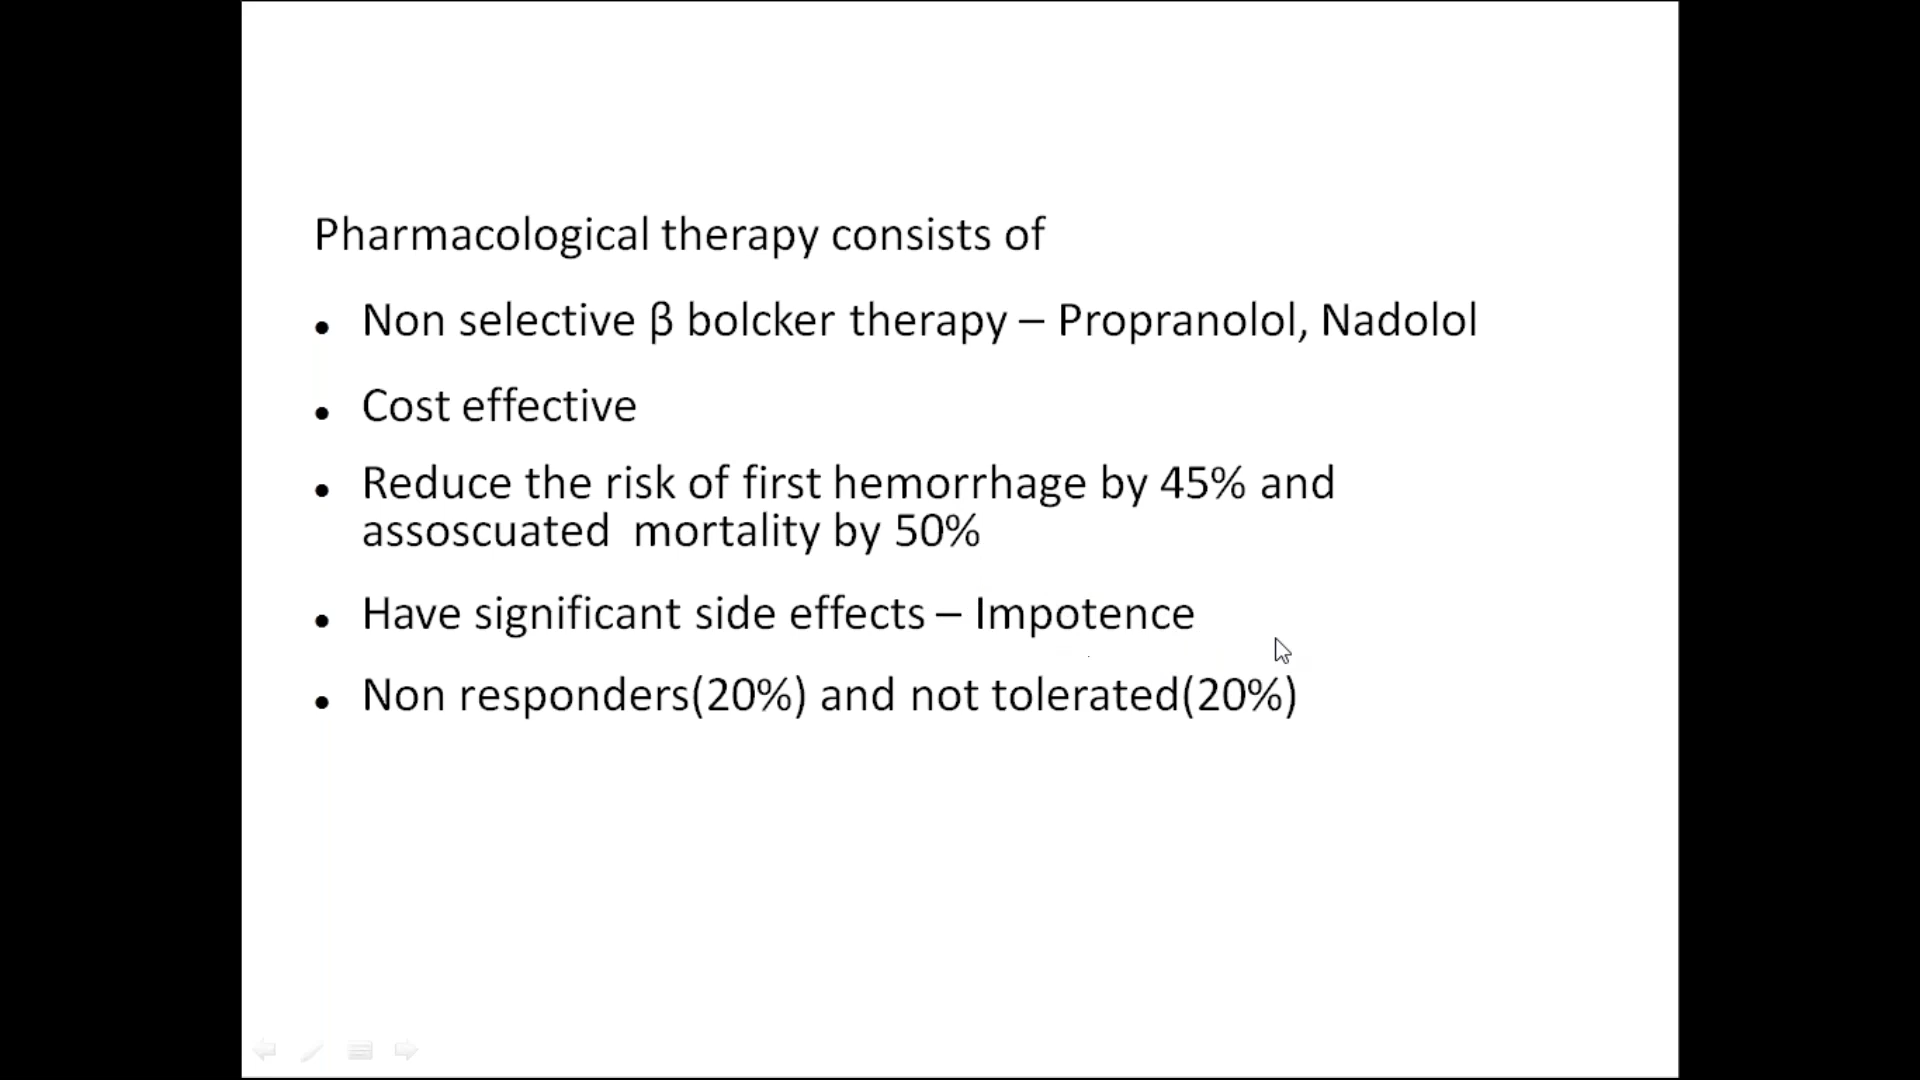 Pharmacological therapy consists of
• Non selective β bolcker therapy – Propranolol, Nadolol
• Cost effective
• Reduce the risk of first hemorrhage by 45% and
assoscuated mortality by 50%
• Have significant side effects – Impotence
• Non responders(20%) and not tolerated(20%)